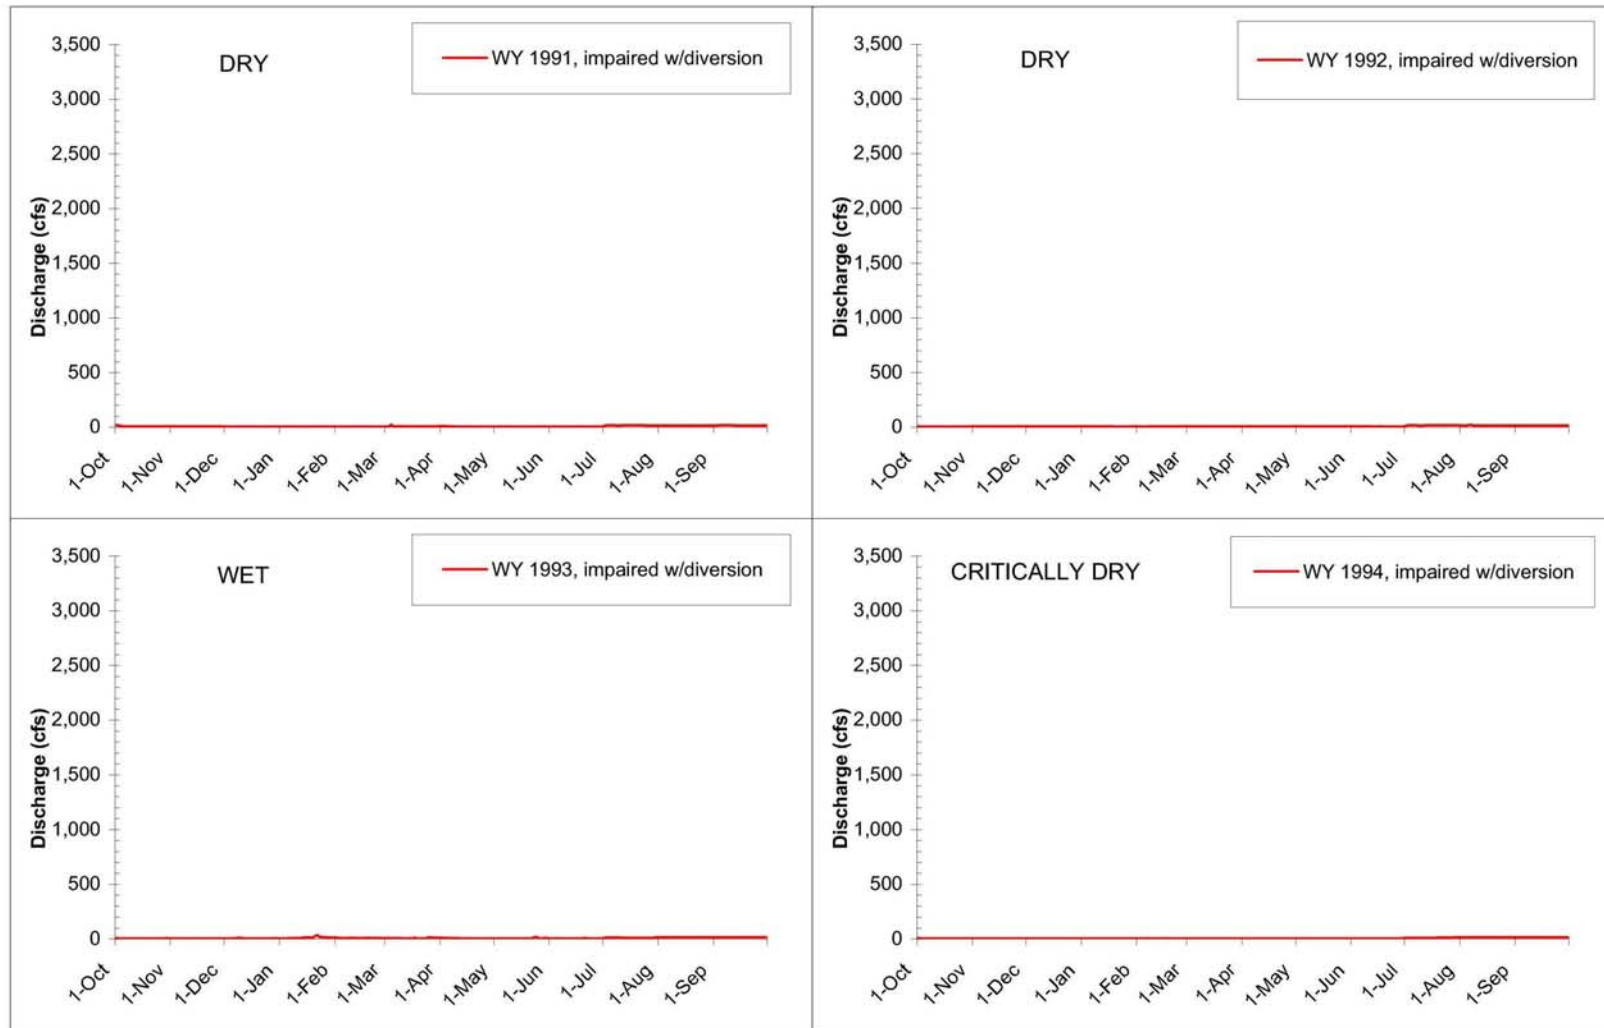 DRY
WY 1991, impaired w/diversion
3,500
3,000
2,500
2,000
1,500
1,000
500
0
Discharge (cfs)
1-Oct
1-Nov
1-Dec
1-Jan
1-Feb
1-Mar
1-Apr
1-May
1-Jun
1-Jul
1-Aug
1-Sep
DRY
WY 1992, impaired w/diversion
3,500
3,000
2,500
2,000
1,500
1,000
500
0
Discharge (cfs)
1-Oct
1-Nov
1-Dec
1-Jan
1-Feb
1-Mar
1-Apr
1-May
1-Jun
1-Jul
1-Aug
1-Sep
WET
WY 1993, impaired w/diversion
3,500
3,000
2,500
2,000
1,500
1,000
500
0
Discharge (cfs)
1-Oct
1-Nov
1-Dec
1-Jan
1-Feb
1-Mar
1-Apr
1-May
1-Jun
1-Jul
1-Aug
1-Sep
CRITICALLY DRY
WY 1994, impaired w/diversion
3,500
3,000
2,500
2,000
1,500
1,000
500
0
Discharge (cfs)
1-Oct
1-Nov
1-Dec
1-Jan
1-Feb
1-Mar
1-Apr
1-May
1-Jun
1-Jul
1-Aug
1-Sep